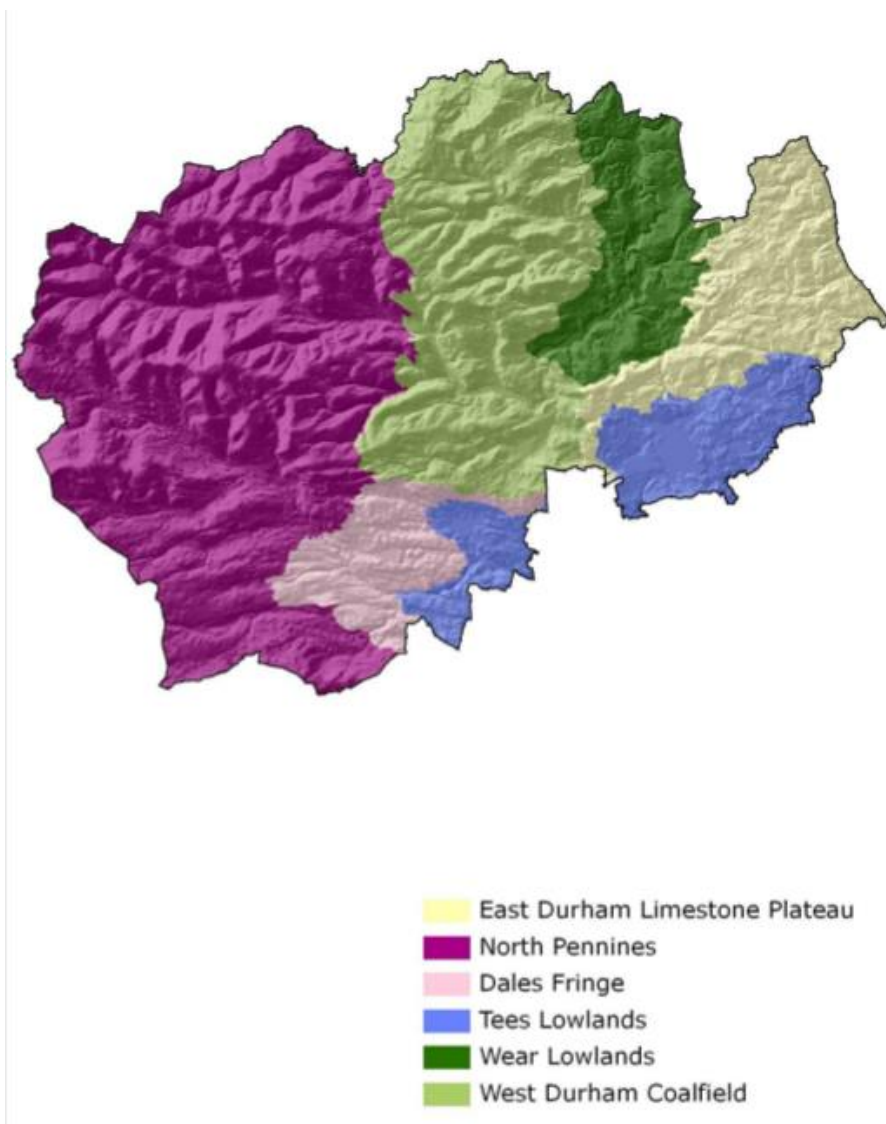 East Durham Limestone Plateau
North Pennines
Dales Fringe
Tees Lowlands
Wear Lowlands
West Durham Coalfield